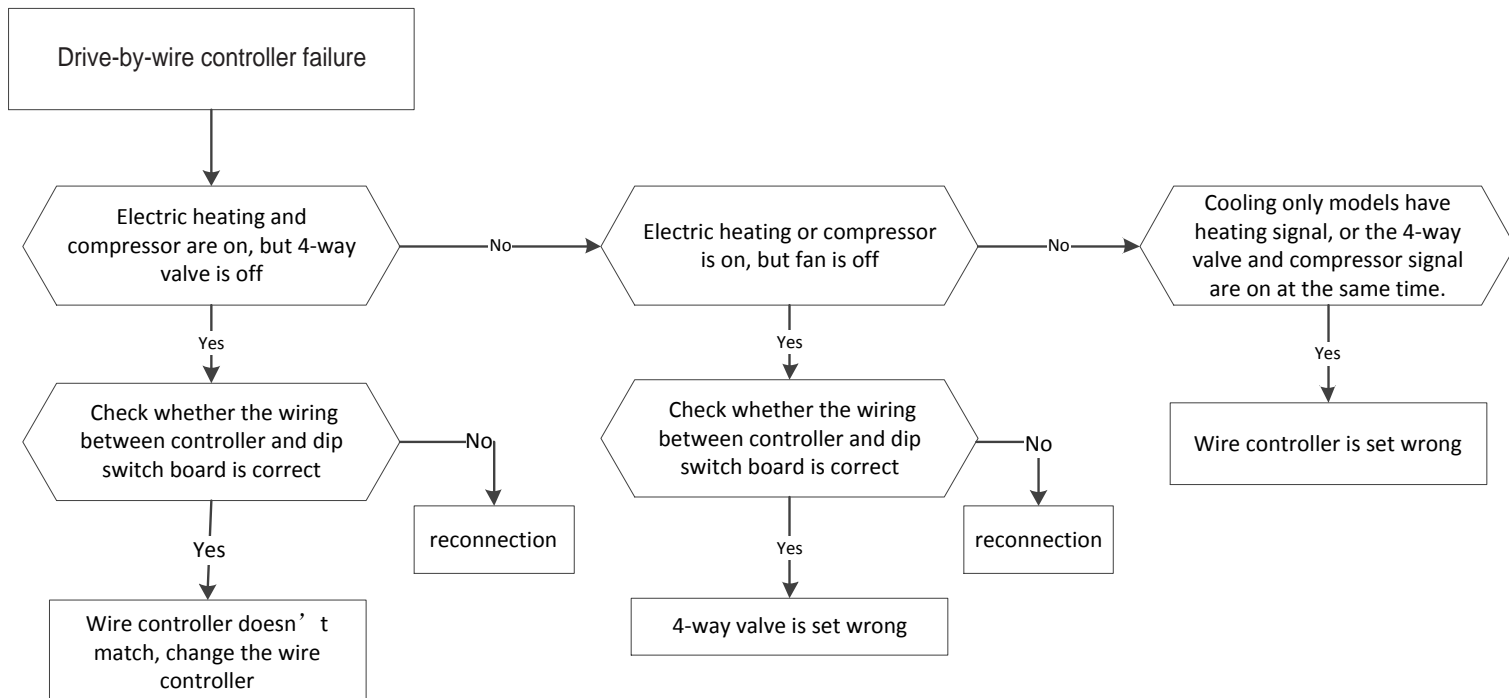 Drive-by-wire controller failure
Electric heating and
compressor are on, but 4-way
valve is off
No
Electric heating or compressor
is on, but fan is off
No
Cooling only models have
heating signal, or the 4-way
valve and compressor signal
are on at the same time.
Yes
Yes
Yes
Check whether the wiring
between controller and dip
switch board is correct
No
Check whether the wiring
between controller and dip
switch board is correct
No
Wire controller is set wrong
Yes
reconnection
Yes
reconnection
Wire controller doesn’t
match, change the wire
controller
4-way valve is set wrong